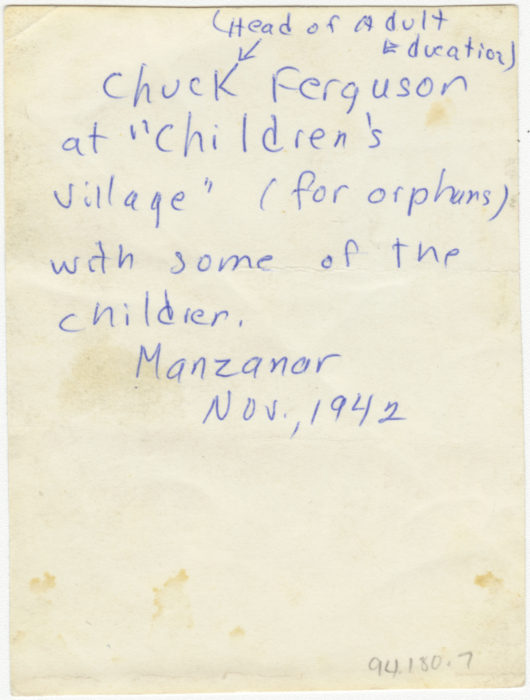 (Head of Adult
Education)
Chuck Ferguson
at "Children's
Village" (for orphans)
with some of the
children.
Manzanar
Nov., 1942
94.180.7